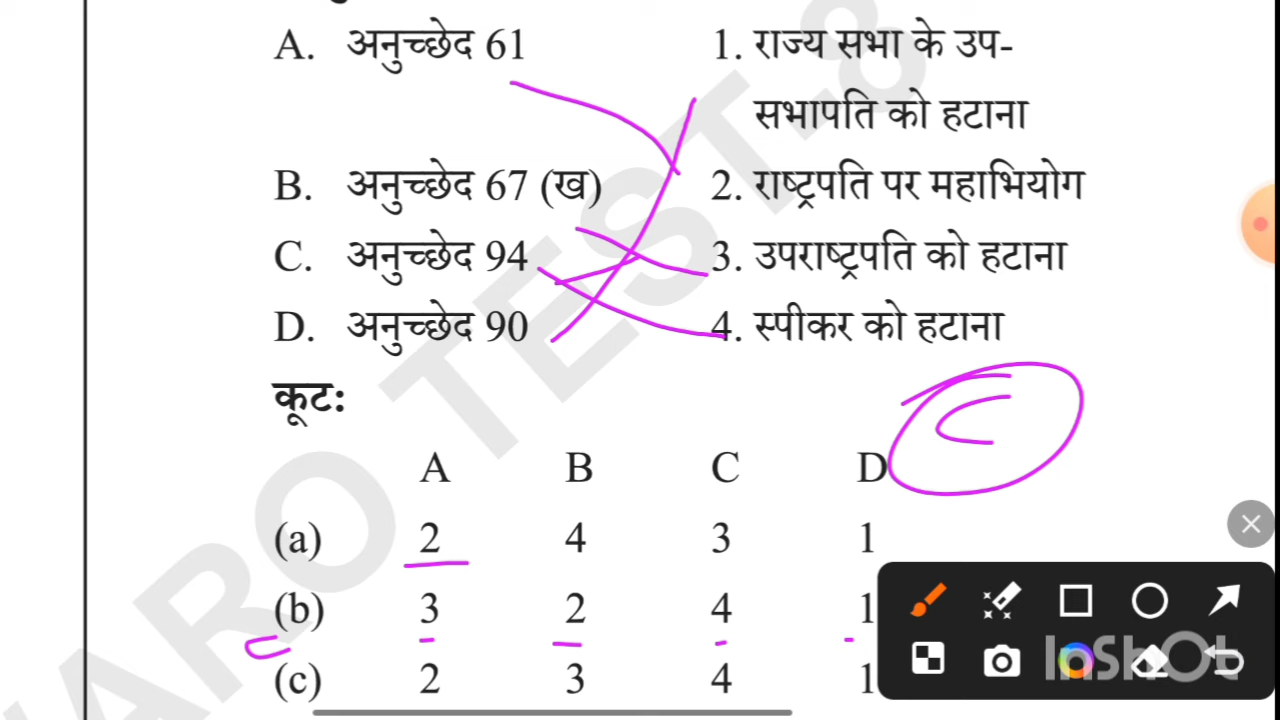 A. अनुच्छेद 61 1. राज्य सभा के उप-
सभापति को हटाना
B. अनुच्छेद 67 (ख) 2. राष्ट्रपति पर महाभियोग
C. अनुच्छेद 94 3. उपराष्ट्रपति को हटाना
D. अनुच्छेद 90 4. स्पीकर को हटाना
कूट:
C
A B C D
(a) 2 4 3 1
(b) 3 2 4 1
(c) 2 3 4 1
InShOt